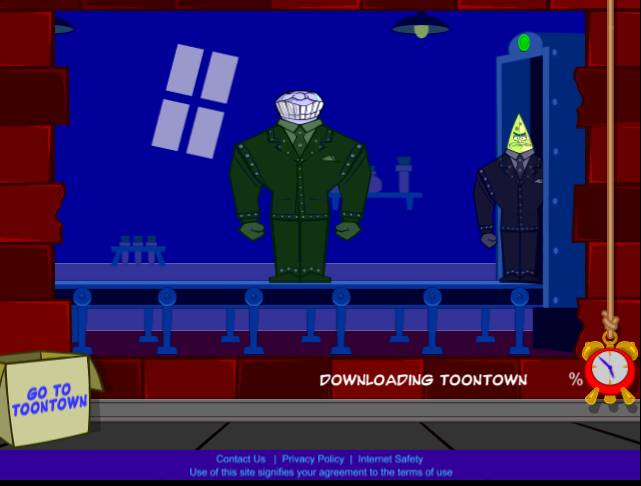 DOWNLOADING TOONTOWN %
GO TO
TOONTOWN
Contact Us | Privacy Policy | Internet Safety
Use of this site signifies your agreement to the terms of use